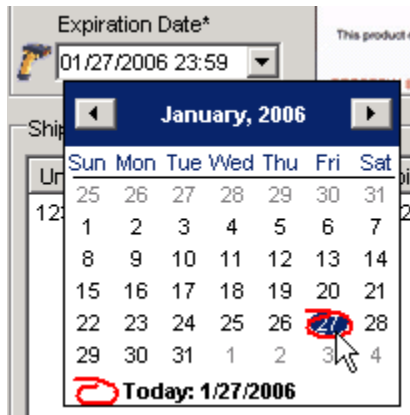 Expiration Date*
This product
01/27/2006 23:59
January, 2006
Ship
Sun Mon Tue Wed Thu Fri Sat
25 26 27 28 29 30 31
1 2 3 4 5 6 7
8 9 10 11 12 13 14
15 16 17 18 19 20 21
22 23 24 25 26 27 28
29 30 31 1 2 3 4
Today: 1/27/2006